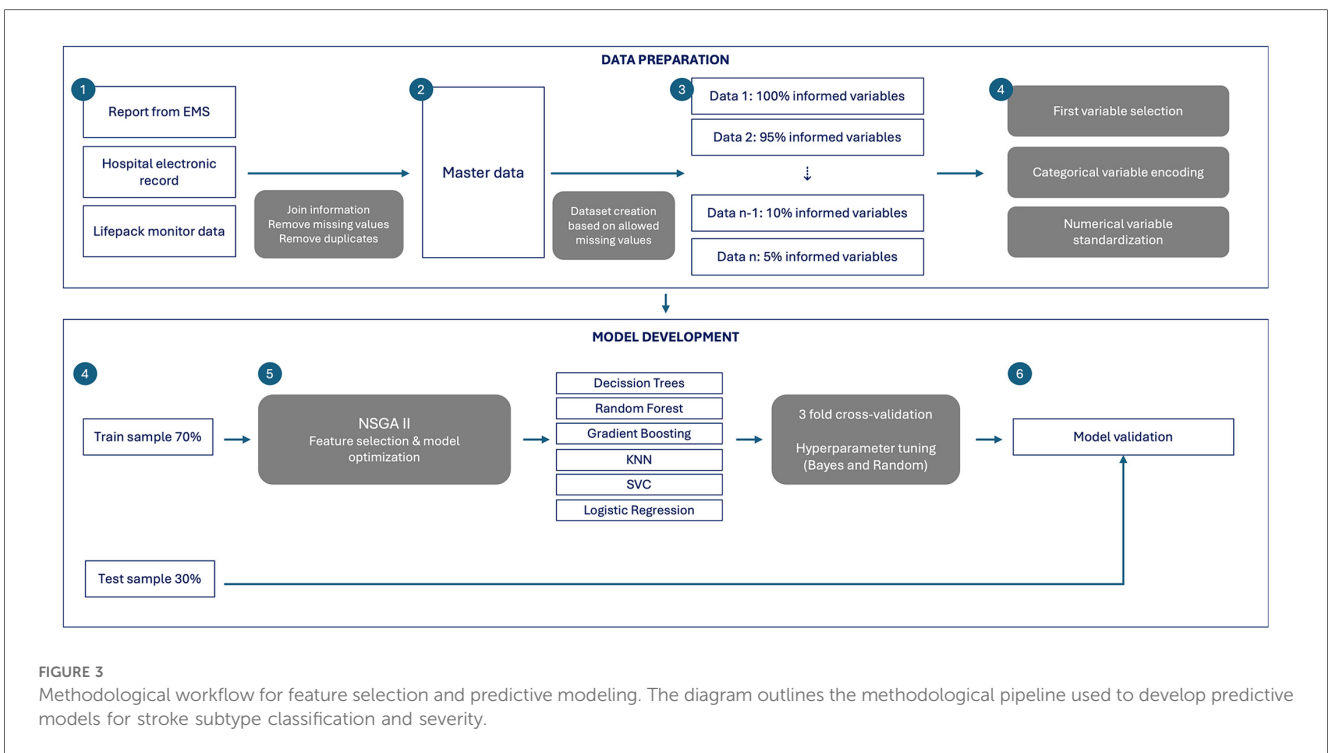 DATA PREPARATION
1
Report from EMS
Hospital electronic
record
Lifepack monitor data
Join information
Remove missing values
Remove duplicates
2
Master data
Dataset creation
based on allowed
missing values
3
Data 1: 100% informed variables
Data 2: 95% informed variables
Data n-1: 10% informed variables
Data n: 5% informed variables
4
First variable selection
Categorical variable encoding
Numerical variable
standardization
MODEL DEVELOPMENT
4
Train sample 70%
Test sample 30%
5
NSGA II
Feature selection & model
optimization
Decission Trees
Random Forest
Gradient Boosting
KNN
SVC
Logistic Regression
3 fold cross-validation
Hyperparameter tuning
(Bayes and Random)
6
Model validation
FIGURE 3
Methodological workflow for feature selection and predictive modeling. The diagram outlines the methodological pipeline used to develop predictive
models for stroke subtype classification and severity.